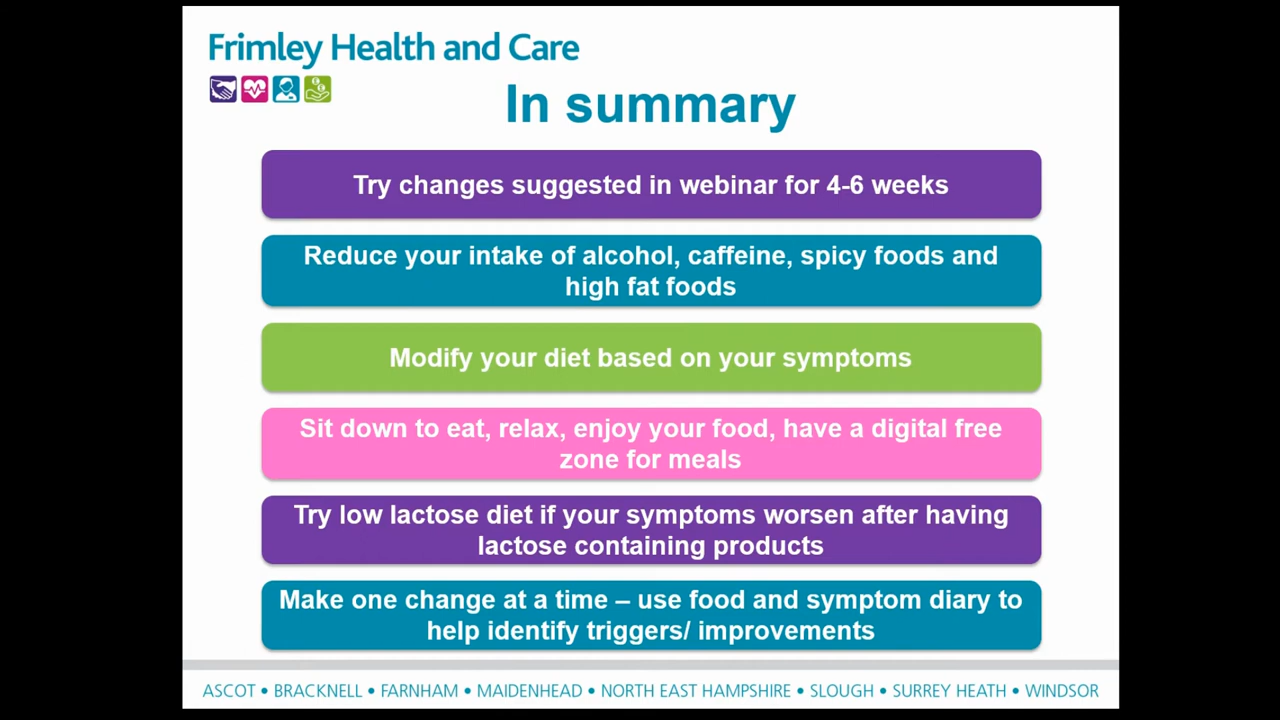 Frimley Health and Care
In summary
Try changes suggested in webinar for 4-6 weeks
Reduce your intake of alcohol, caffeine, spicy foods and
high fat foods
Modify your diet based on your symptoms
Sit down to eat, relax, enjoy your food, have a digital free
zone for meals
Try low lactose diet if your symptoms worsen after having
lactose containing products
Make one change at a time – use food and symptom diary to
help identify triggers/ improvements
ASCOT • BRACKNELL • FARNHAM • MAIDENHEAD • NORTH EAST HAMPSHIRE • SLOUGH • SURREY HEATH • WINDSOR